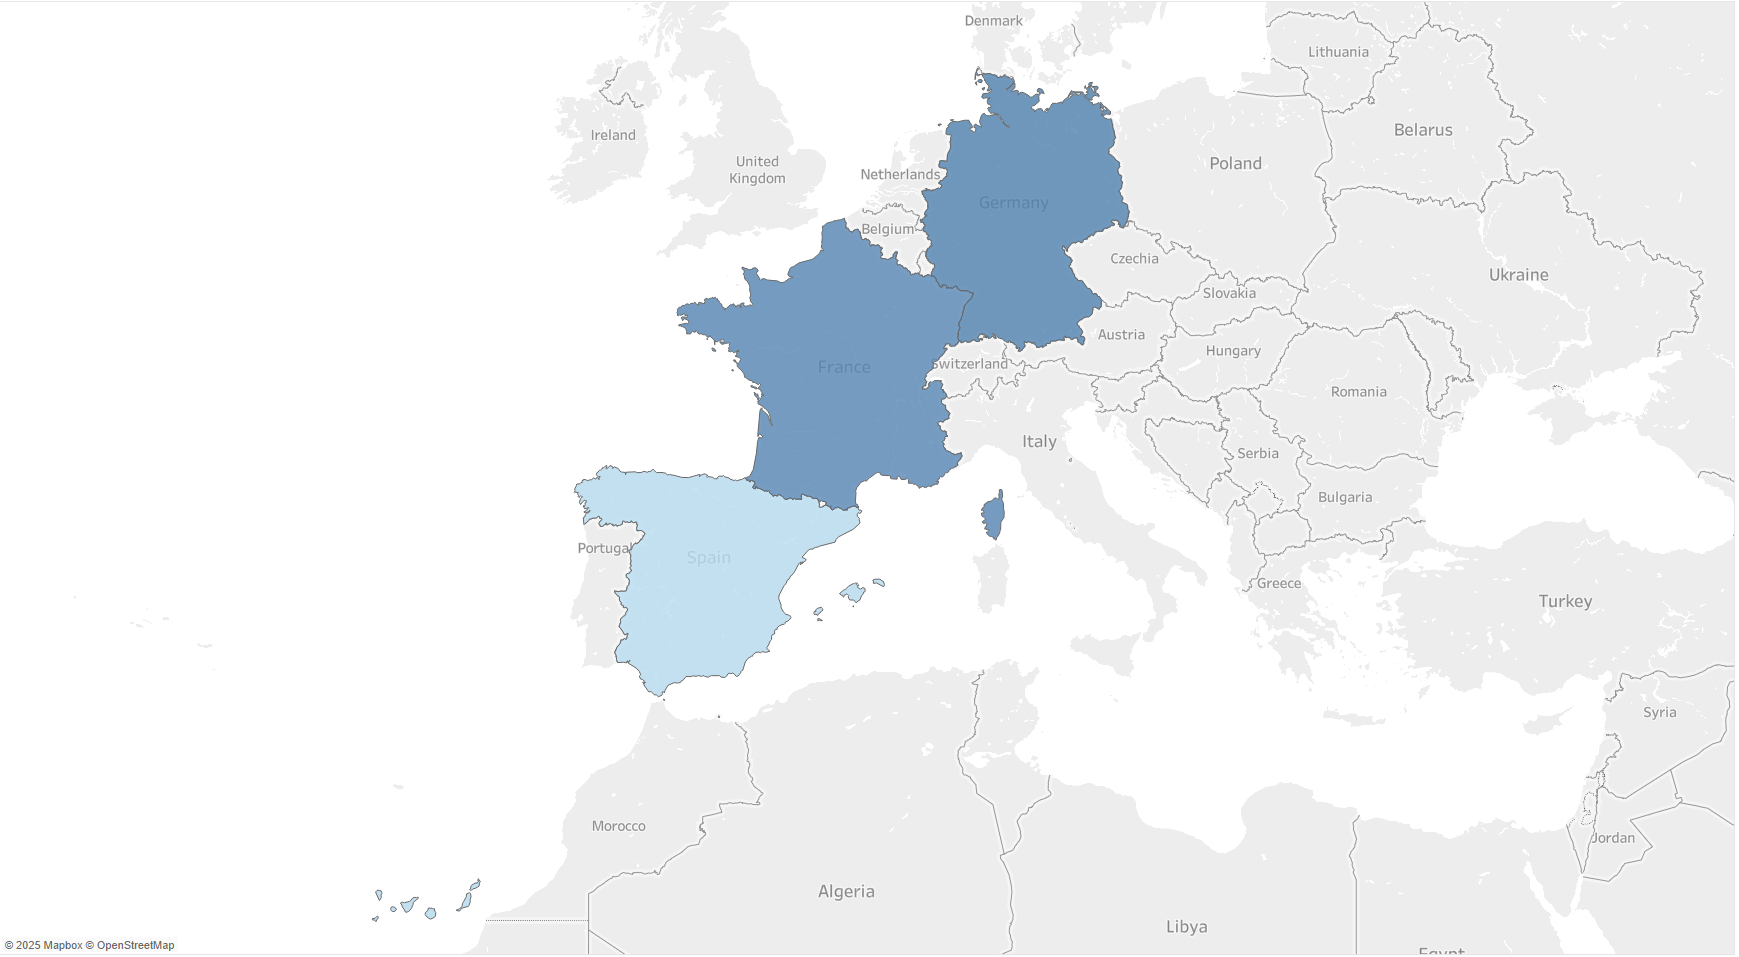 Denmark
Lithuania
Ireland
Belarus
United
Kingdom
Poland
Netherlands
Germany
Belgium
Czechia
Ukraine
Slovakia
Austria
Hungary
France
Switzerland
Romania
Italy
Serbia
Bulgaria
Portugal
Spain
Greece
Turkey
Syria
Morocco
Jordan
Algeria
Libya
© 2025 Mapbox © OpenStreetMap
Egypt